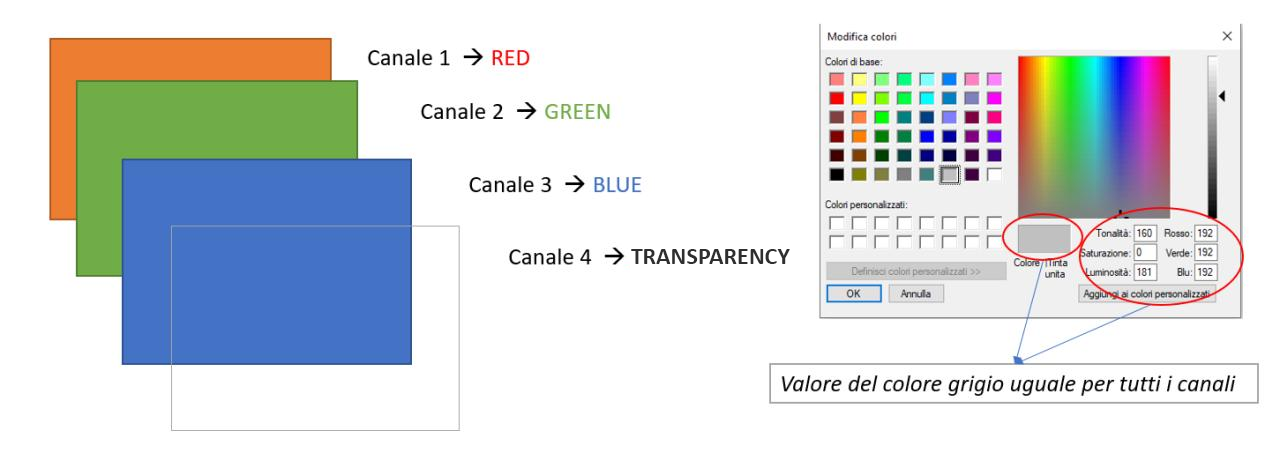 Canale 1 → RED
Canale 2 → GREEN
Canale 3 → BLUE
Canale 4 → TRANSPARENCY
Modifica colori
Colori di base:
Colori personalizzati:
Definisci colori personalizzati >>
OK
Annulla
Colore|Tinta
unita
Tonalità: 160 Rosso: 192
Saturazione: 0 Verde: 192
Luminosità: 181 Blu: 192
Aggiungi ai colori personalizzati
Valore del colore grigio uguale per tutti i canali